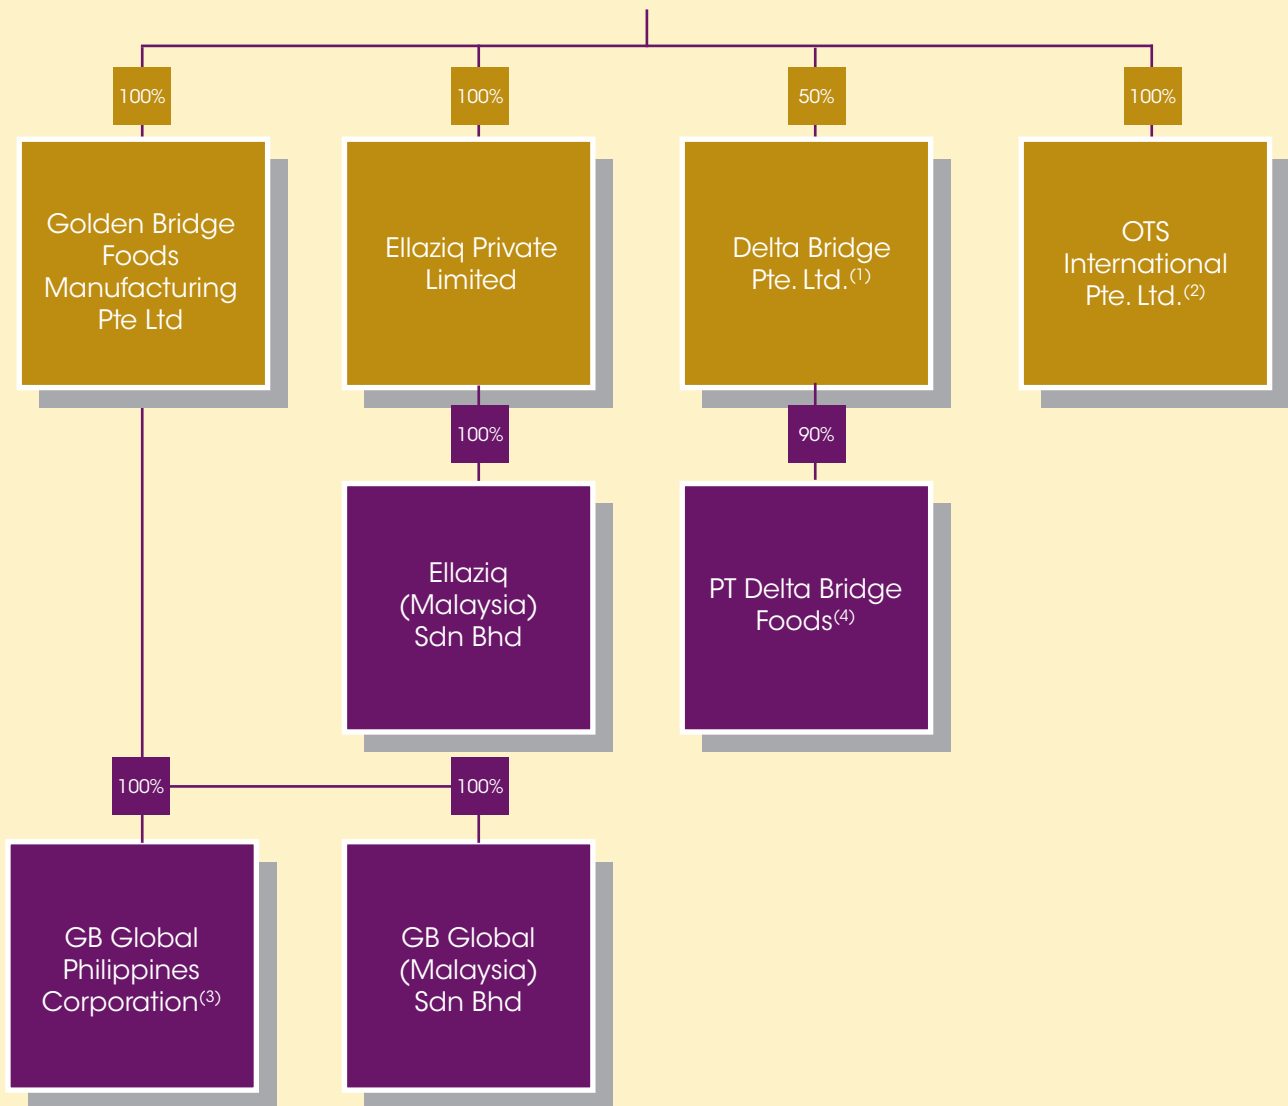 100%
100%
50%
100%
Golden Bridge
Foods
Manufacturing
Pte Ltd
Ellaziq Private
Limited
Delta Bridge
Pte. Ltd.(1)
OTS
International
Pte. Ltd.(2)
100%
90%
Ellaziq
(Malaysia)
Sdn Bhd
PT Delta Bridge
Foods(4)
100%
100%
GB Global
Philippines
Corporation(3)
GB Global
(Malaysia)
Sdn Bhd